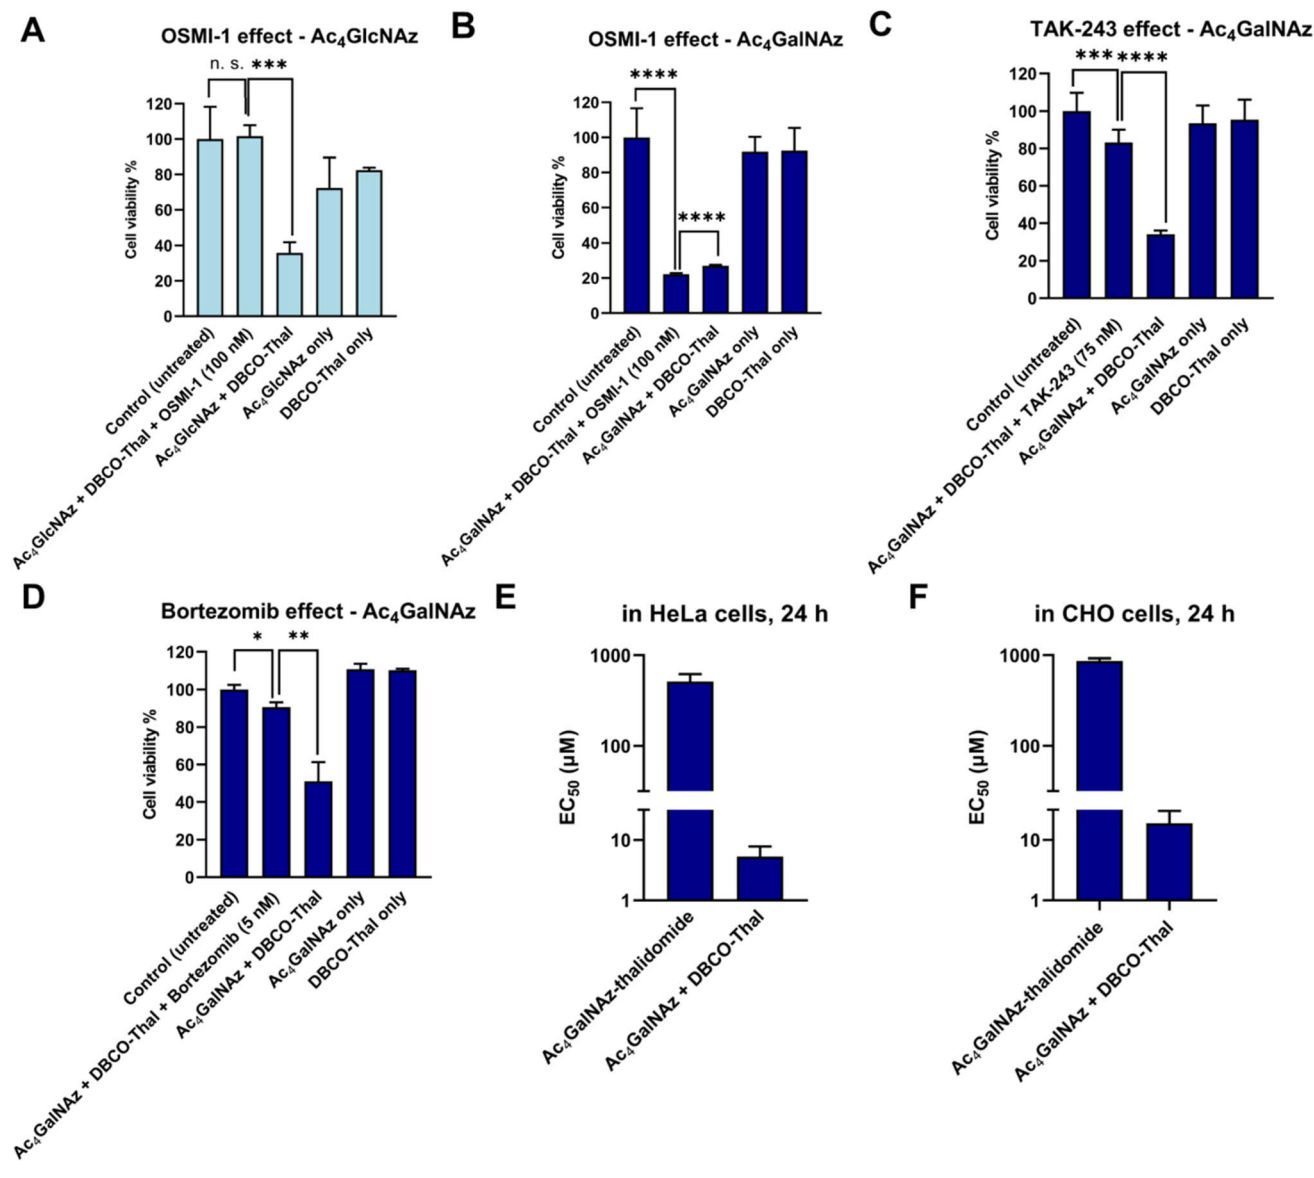 A
OSMI-1 effect - Ac₄GlcNAz
n. s. ***
Cell viability %
120
100
80
60
40
20
0
Control (untreated)
Ac₄GlcNAz + DBCO-Thal + OSMI-1 (100 nM)
Ac₄GlcNAz + DBCO-Thal
Ac₄GlcNAz only
DBCO-Thal only
B
OSMI-1 effect - Ac₄GalNAz
****
****
Cell viability %
120
100
80
60
40
20
0
Control (untreated)
Ac₄GalNAz + DBCO-Thal + OSMI-1 (100 nM)
Ac₄GalNAz + DBCO-Thal
Ac₄GalNAz only
DBCO-Thal only
C
TAK-243 effect - Ac₄GalNAz
*** ****
Cell viability %
120
100
80
60
40
20
0
Control (untreated)
Ac₄GalNAz + DBCO-Thal + TAK-243 (75 nM)
Ac₄GalNAz + DBCO-Thal
Ac₄GalNAz only
DBCO-Thal only
D
Bortezomib effect - Ac₄GalNAz
* **
Cell viability %
120
100
80
60
40
20
0
Control (untreated)
Ac₄GalNAz + DBCO-Thal + Bortezomib (5 nM)
Ac₄GalNAz + DBCO-Thal
Ac₄GalNAz only
DBCO-Thal only
E
in HeLa cells, 24 h
EC₅₀ (µM)
1000
100
10
1
Ac₄GalNAz-thalidomide
Ac₄GalNAz + DBCO-Thal
F
in CHO cells, 24 h
EC₅₀ (µM)
1000
100
10
1
Ac₄GalNAz-thalidomide
Ac₄GalNAz + DBCO-Thal